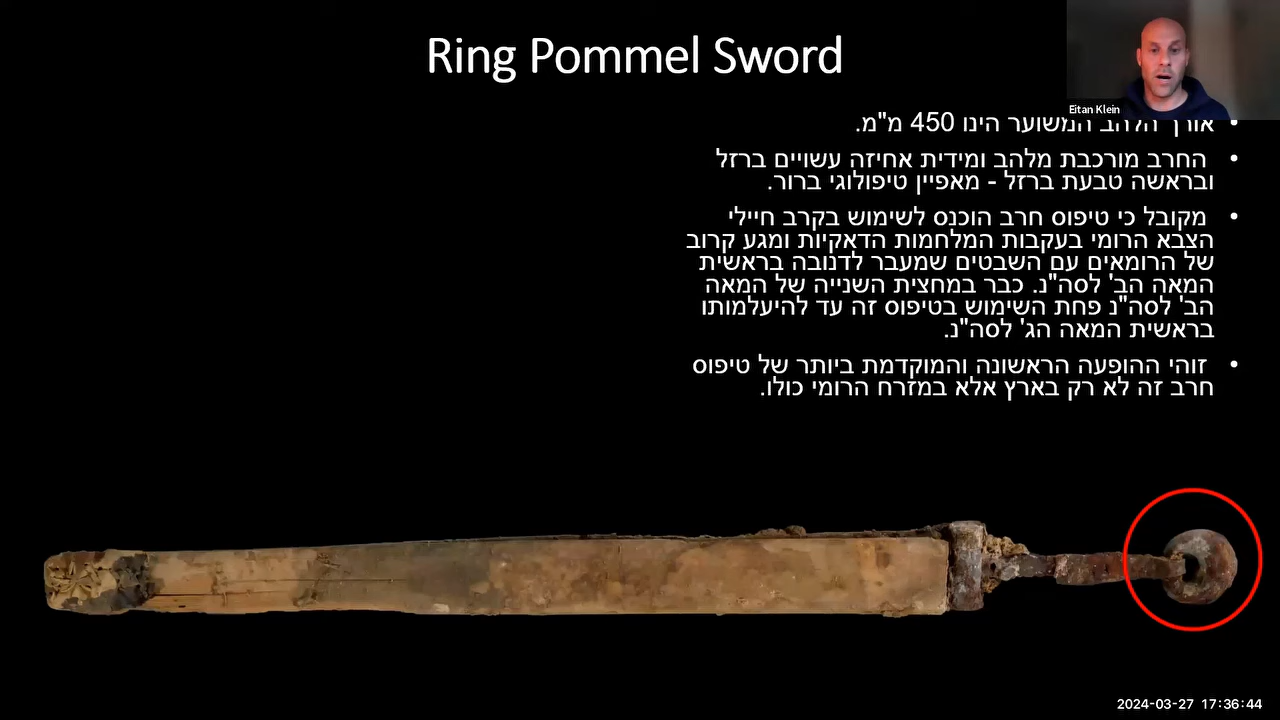 Ring Pommel Sword
Eitan Klein
אורך הלהב המשוער הינו 450 מ"מ.
החרב מורכבת מלהב ומידית אחיזה עשויים ברזל
ובראשה טבעת ברזל - מאפיין טיפולוגי ברור.
מקובל כי טיפוס חרב הוכנס לשימוש בקרב חיילי
הצבא הרומי בעקבות המלחמות הדאקיות ומגע קרוב
של הרומאים עם השבטים שמעבר לדנובה בראשית
המאה הב' לסה"נ. כבר במחצית השנייה של המאה
הב' לסה"נ פחת השימוש בטיפוס זה עד להיעלמותו
בראשית המאה הג' לסה"נ.
זוהי ההופעה הראשונה והמוקדמת ביותר של טיפוס
חרב זה לא רק בארץ אלא במזרח הרומי כולו.
2024-03-27 17:36:44